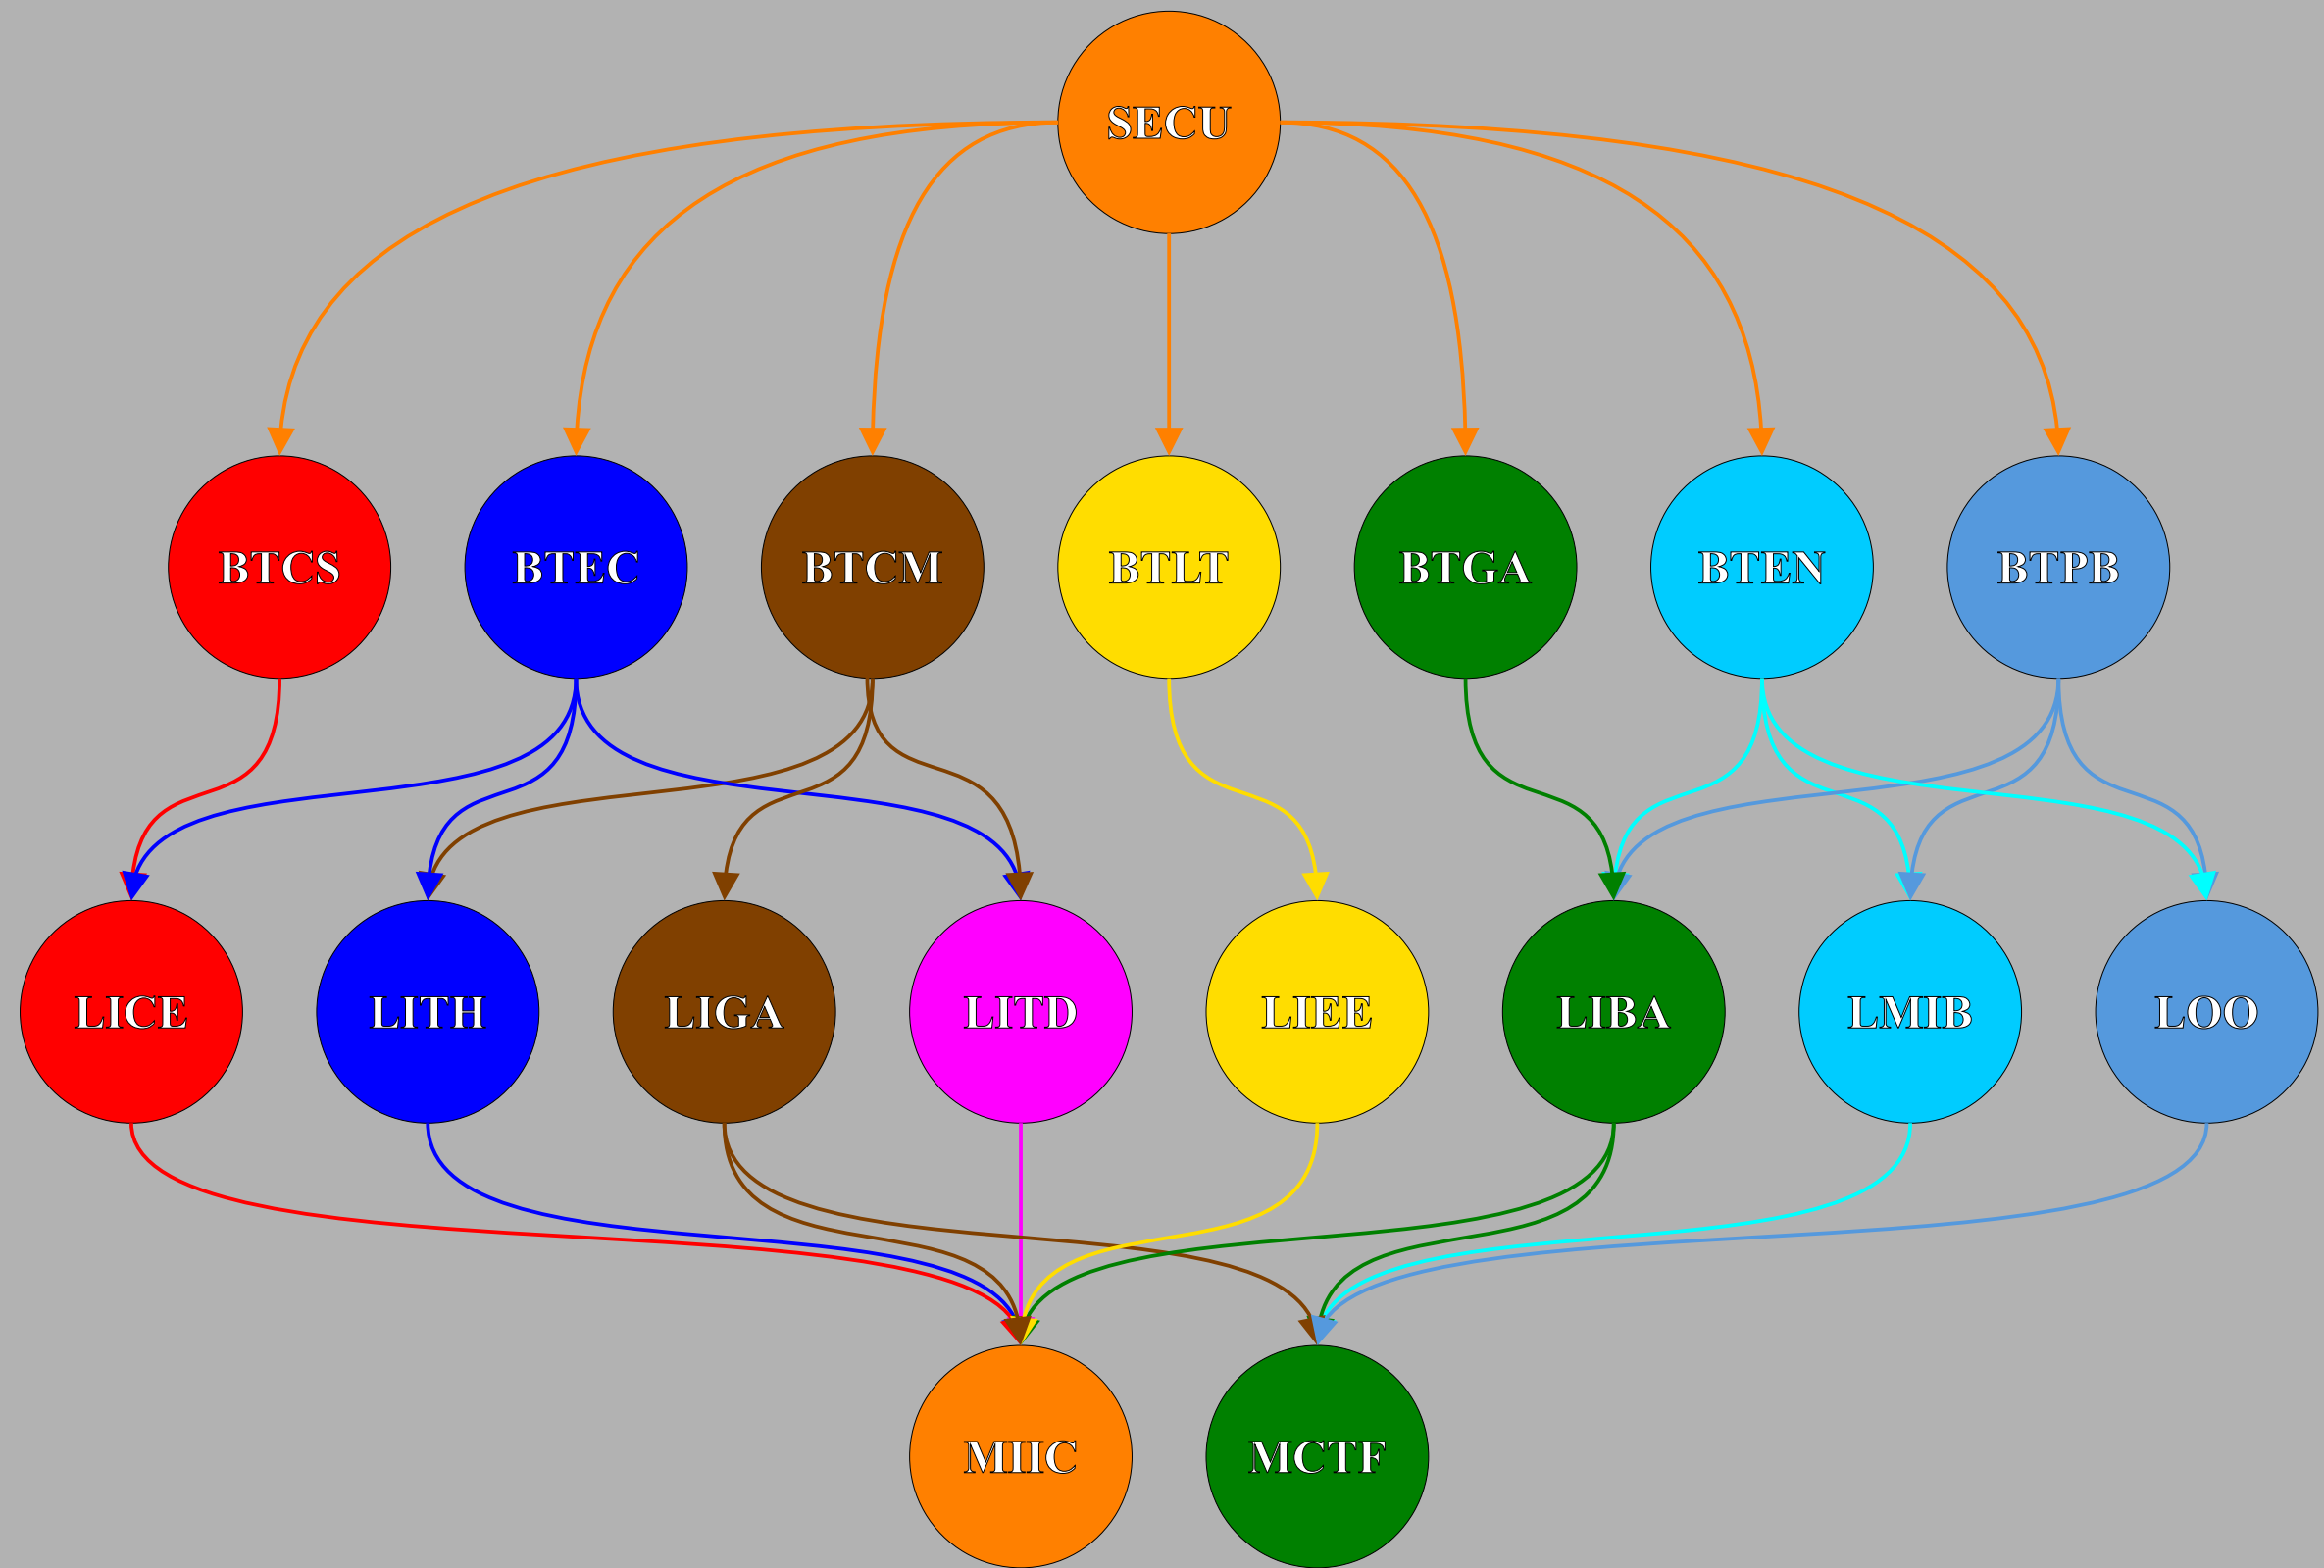 SECU
BTCS
BTEC
BTCM
BTLT
BTGA
BTEN
BTPB
LICE
LITH
LIGA
LITD
LIEE
LIBA
LMIB
LOO
MIIC
MCTF